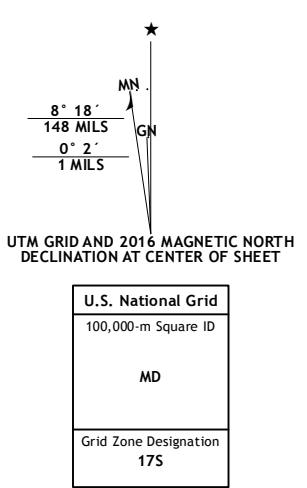 ★
MN
8° 18´
148 MILS
GN
0° 2´
1 MILS
UTM GRID AND 2016 MAGNETIC NORTH
DECLINATION AT CENTER OF SHEET
U.S. National Grid
100,000-m Square ID
MD
Grid Zone Designation
17S